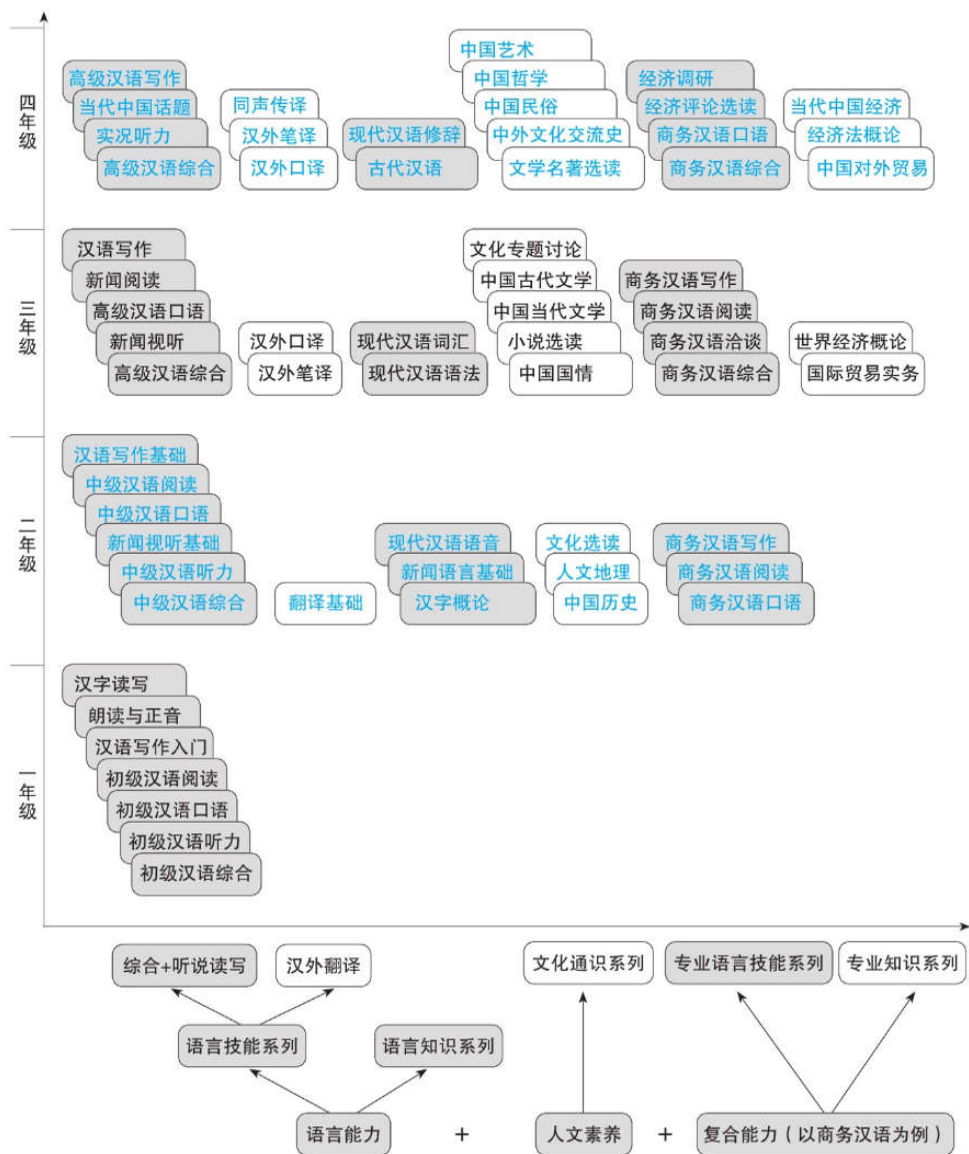 四年级
高级汉语写作
当代中国话题
实况听力
高级汉语综合
同声传译
汉外笔译
汉外口译
现代汉语修辞
古代汉语
中国艺术
中国哲学
中国民俗
中外文化交流史
文学名著选读
经济调研
经济评论选读
商务汉语口语
商务汉语综合
当代中国经济
经济法概论
中国对外贸易
三年级
汉语写作
新闻阅读
高级汉语口语
新闻视听
高级汉语综合
汉外口译
汉外笔译
现代汉语词汇
现代汉语语法
文化专题讨论
中国古代文学
中国当代文学
小说选读
中国国情
商务汉语写作
商务汉语阅读
商务汉语洽谈
商务汉语综合
世界经济概论
国际贸易实务
二年级
汉语写作基础
中级汉语阅读
中级汉语口语
新闻视听基础
中级汉语听力
中级汉语综合
翻译基础
现代汉语语音
新闻语言基础
汉字概论
文化选读
人文地理
中国历史
商务汉语写作
商务汉语阅读
商务汉语口语
一年级
汉字读写
朗读与正音
汉语写作入门
初级汉语阅读
初级汉语口语
初级汉语听力
初级汉语综合
综合+听说读写
汉外翻译
文化通识系列
专业语言技能系列
专业知识系列
语言技能系列
语言知识系列
语言能力
+
人文素养
+
复合能力（以商务汉语为例）